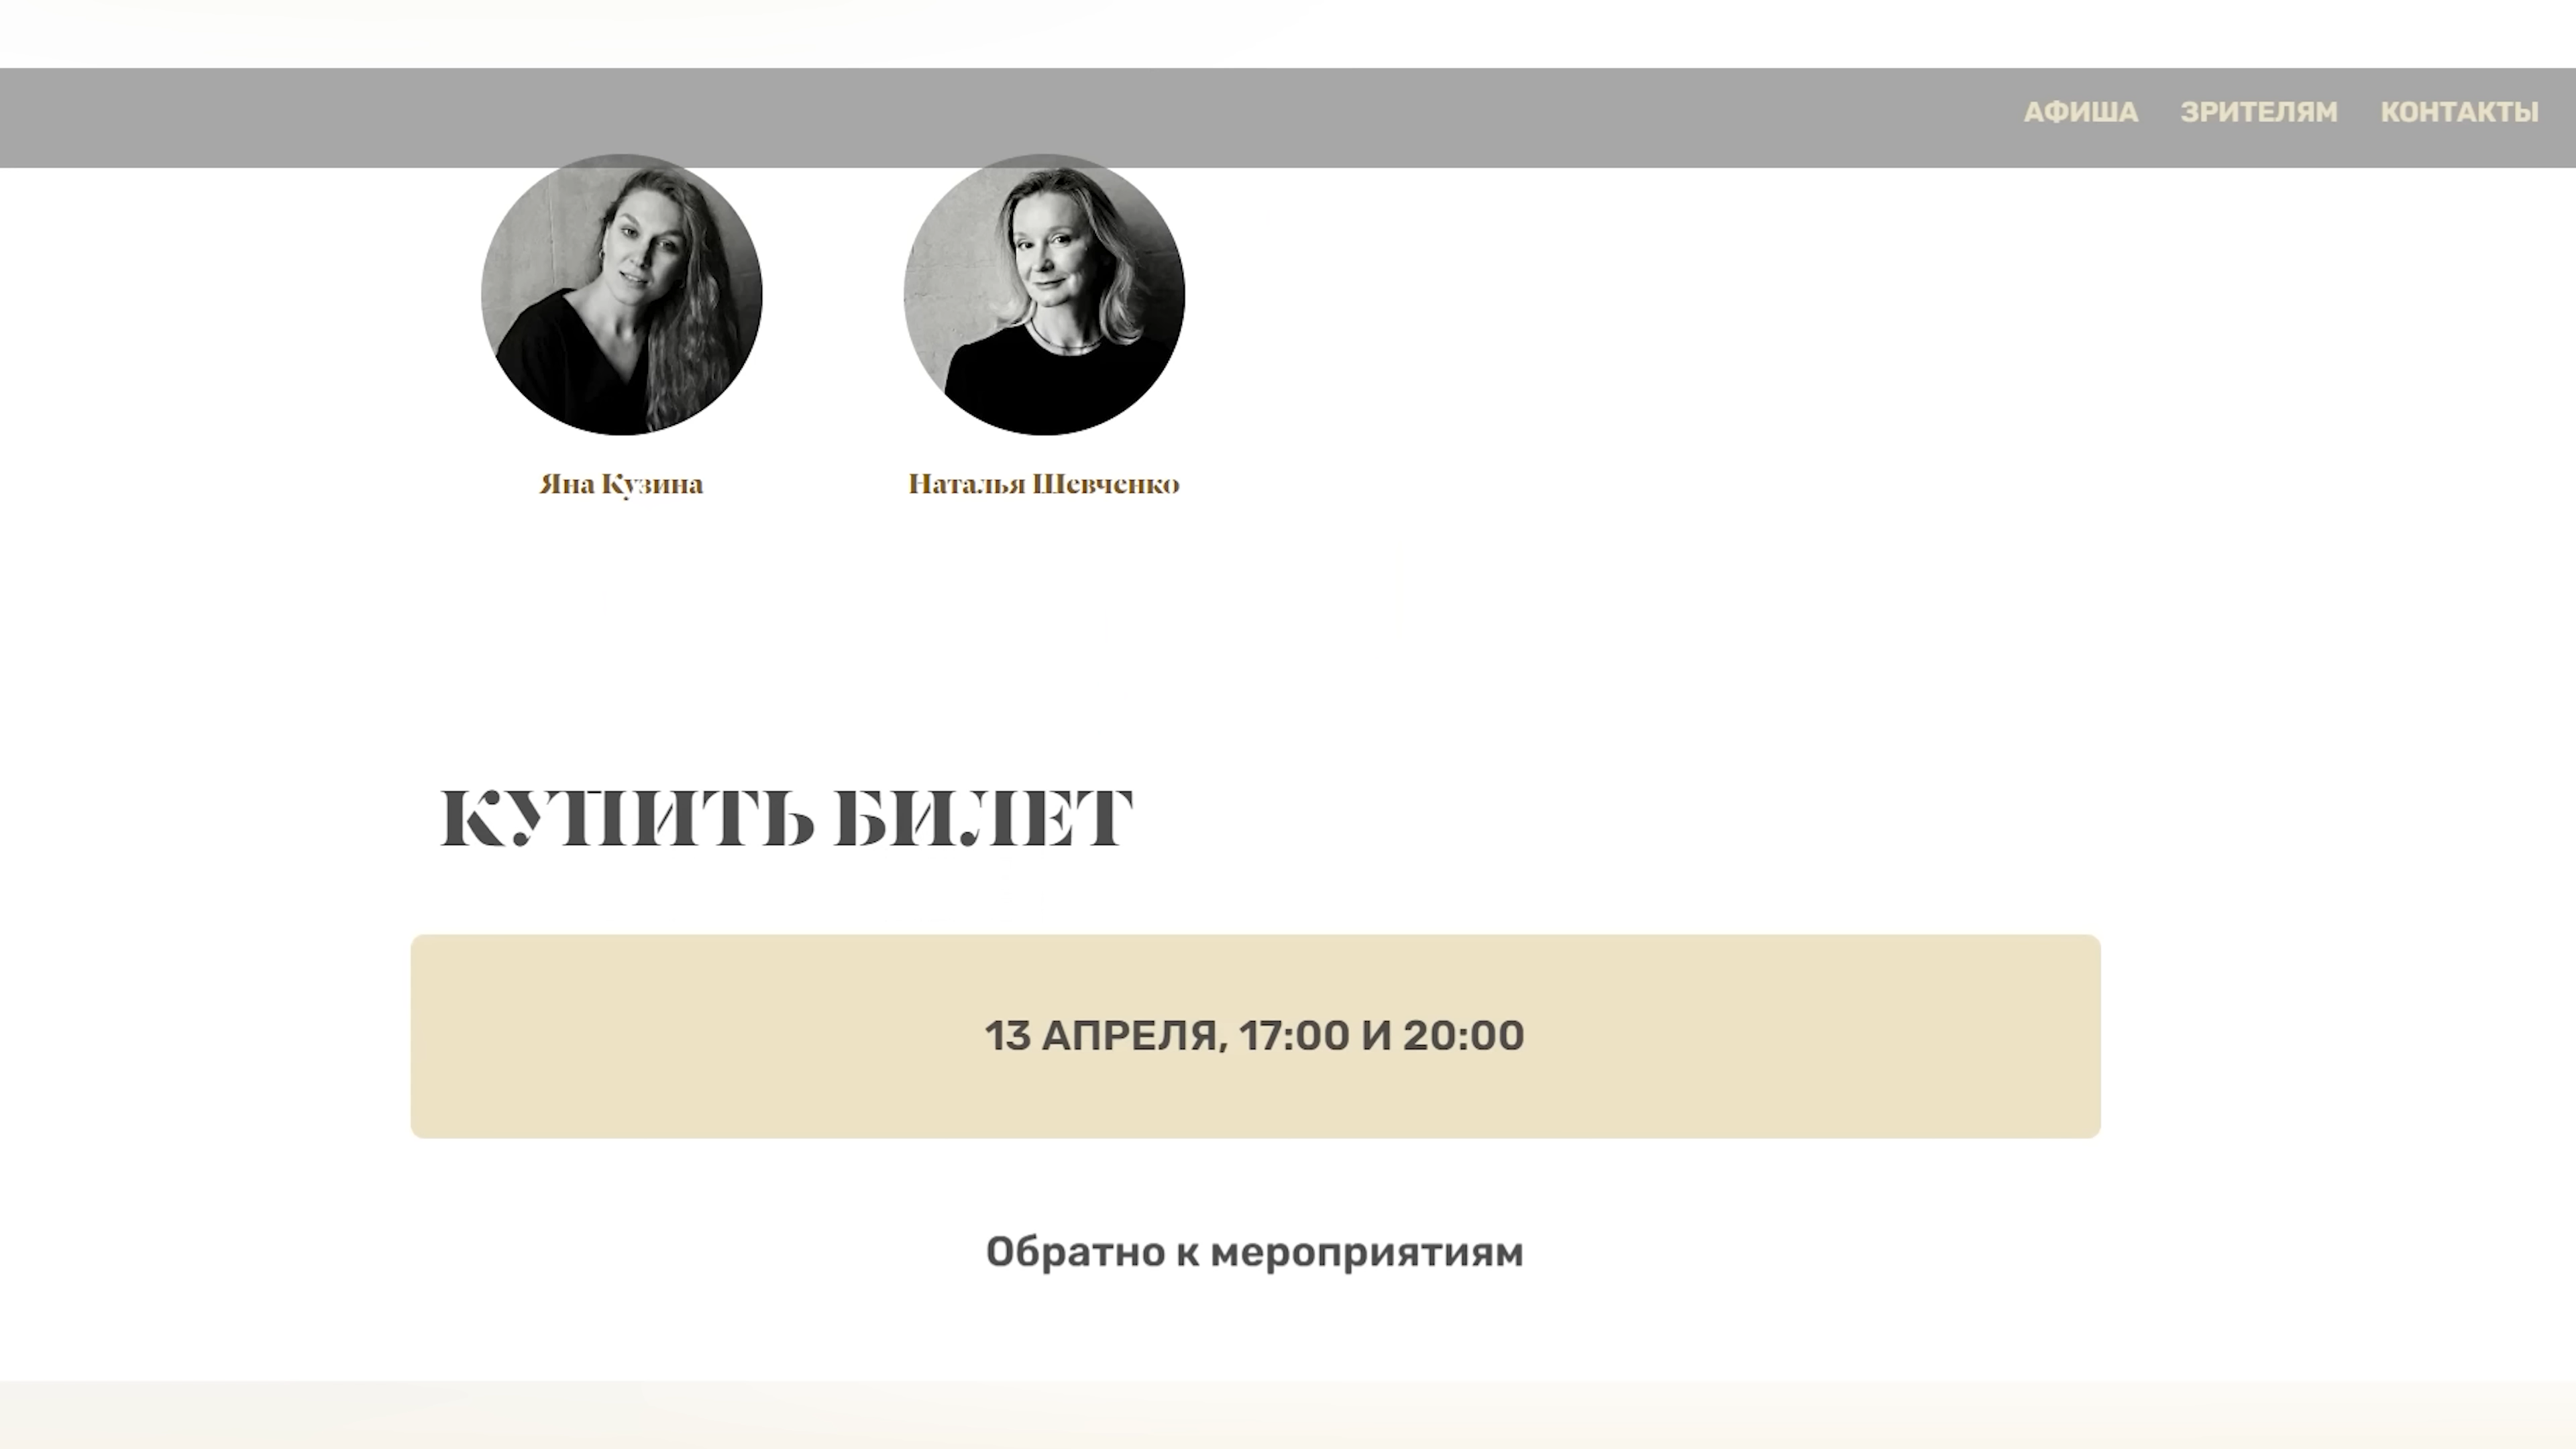 АФИША ЗРИТЕЛЯМ КОНТАКТЫ
Яна Кузина
Наталья Шевченко
КУПИТЬ БИЛЕТ
13 АПРЕЛЯ, 17:00 И 20:00
Обратно к мероприятиям